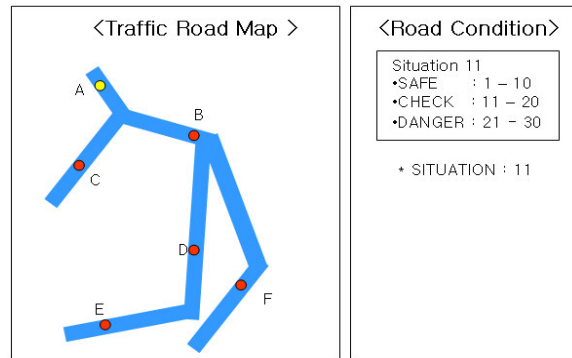 <Traffic Road Map >
A
B
C
D
E
F
<Road Condition>
Situation 11
•SAFE : 1 - 10
•CHECK : 11 - 20
•DANGER : 21 - 30
* SITUATION : 11